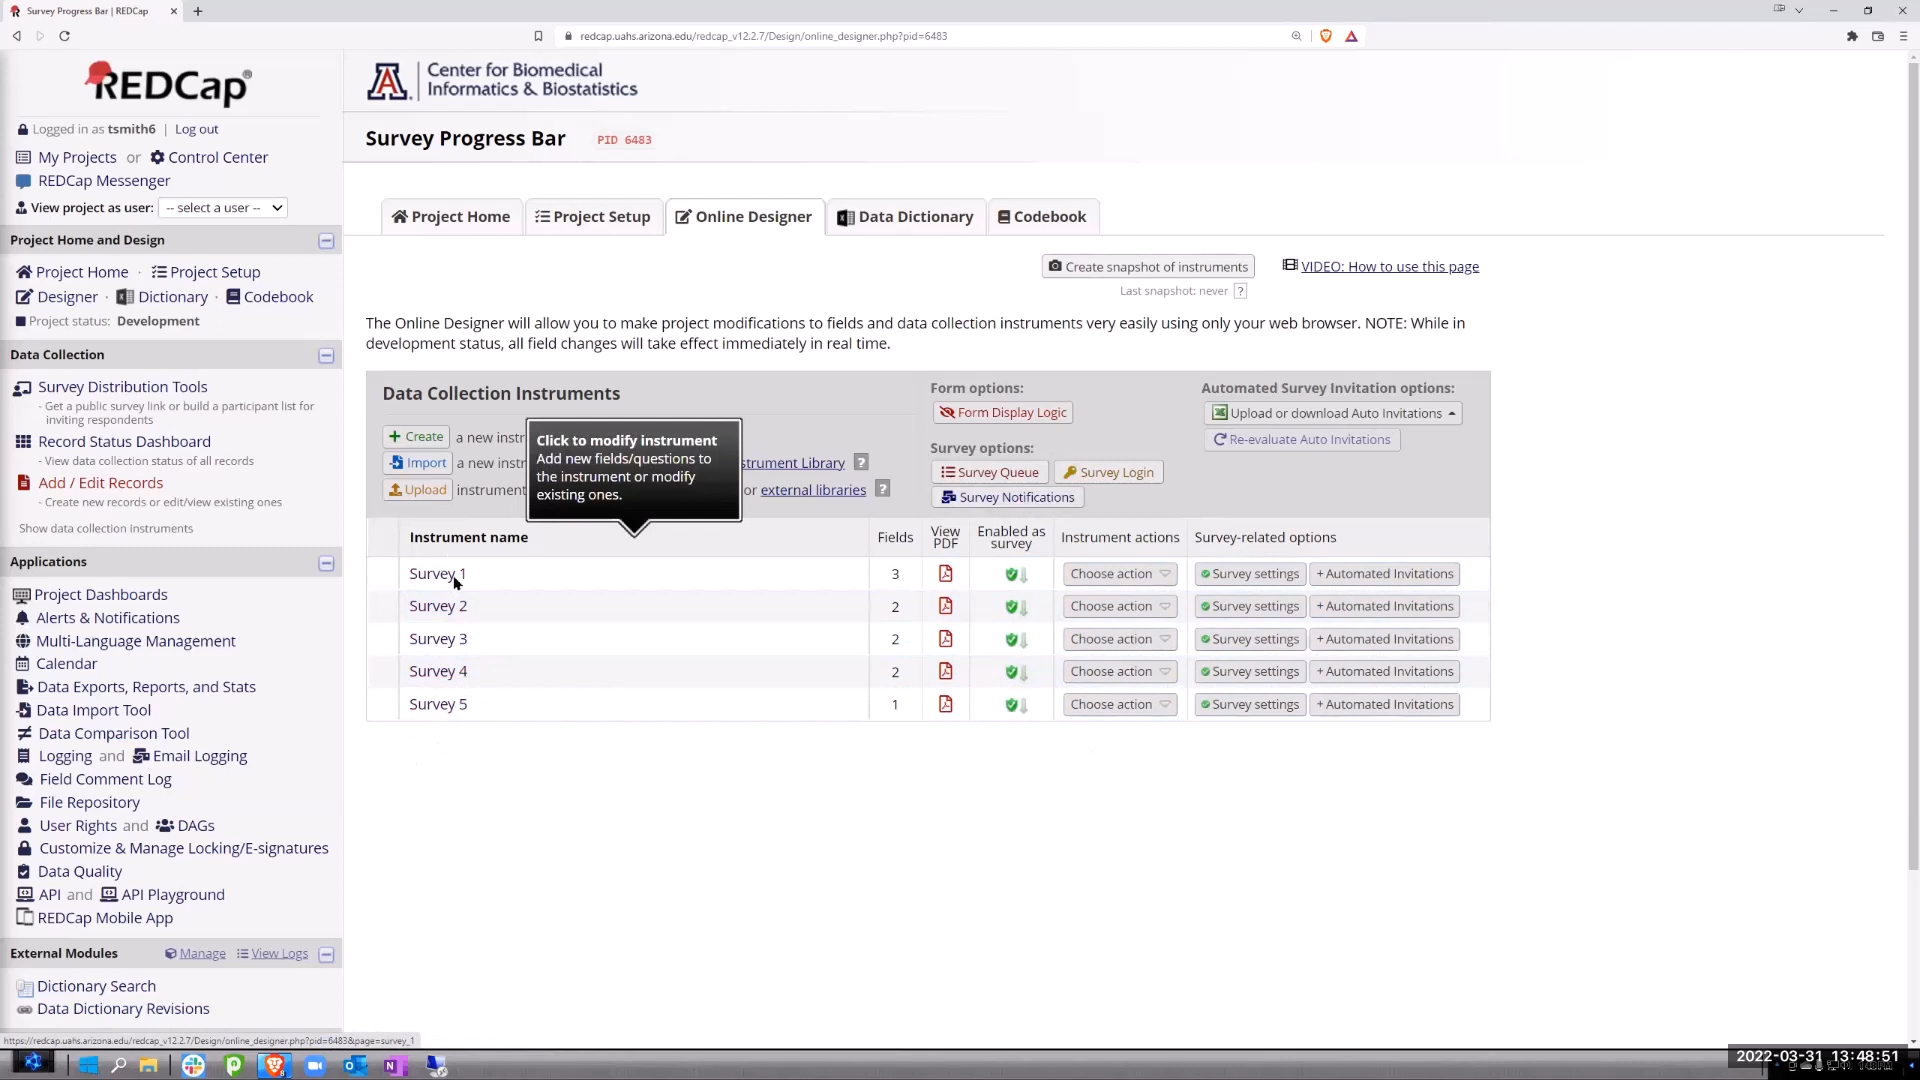 Survey Progress Bar | REDCap
redcap.uahs.arizona.edu/redcap_v12.2.7/Design/online_designer.php?pid=6483
REDCap®
Logged in as tsmith6 | Log out
My Projects or Control Center
REDCap Messenger
View project as user: -- select a user --
Project Home and Design
Project Home · Project Setup
Designer · Dictionary · Codebook
Project status: Development
Data Collection
Survey Distribution Tools
- Get a public survey link or build a participant list for
inviting respondents
Record Status Dashboard
- View data collection status of all records
Add / Edit Records
- Create new records or edit/view existing ones
Show data collection instruments
Applications
Project Dashboards
Alerts & Notifications
Multi-Language Management
Calendar
Data Exports, Reports, and Stats
Data Import Tool
Data Comparison Tool
Logging and Email Logging
Field Comment Log
File Repository
User Rights and DAGs
Customize & Manage Locking/E-signatures
Data Quality
API and API Playground
REDCap Mobile App
External Modules Manage View Logs
Dictionary Search
Data Dictionary Revisions
https://redcap.uahs.arizona.edu/redcap_v12.2.7/Design/online_designer.php?pid=6483&page=survey_1
A Center for Biomedical
Informatics & Biostatistics
Survey Progress Bar PID 6483
Project Home Project Setup Online Designer Data Dictionary Codebook
Create snapshot of instruments VIDEO: How to use this page
Last snapshot: never ?
The Online Designer will allow you to make project modifications to fields and data collection instruments very easily using only your web browser. NOTE: While in
development status, all field changes will take effect immediately in real time.
Data Collection Instruments
+ Create a new instr
Import a new instr strument Library ?
Upload instrument or external libraries ?
Click to modify instrument
Add new fields/questions to
the instrument or modify
existing ones.
Form options:
Form Display Logic
Survey options:
Survey Queue Survey Login
Survey Notifications
Automated Survey Invitation options:
Upload or download Auto Invitations
Re-evaluate Auto Invitations
Instrument name Fields View PDF Enabled as survey Instrument actions Survey-related options
Survey 1 3 Choose action Survey settings + Automated Invitations
Survey 2 2 Choose action Survey settings + Automated Invitations
Survey 3 2 Choose action Survey settings + Automated Invitations
Survey 4 2 Choose action Survey settings + Automated Invitations
Survey 5 1 Choose action Survey settings + Automated Invitations
2022-03-31 13:48:51